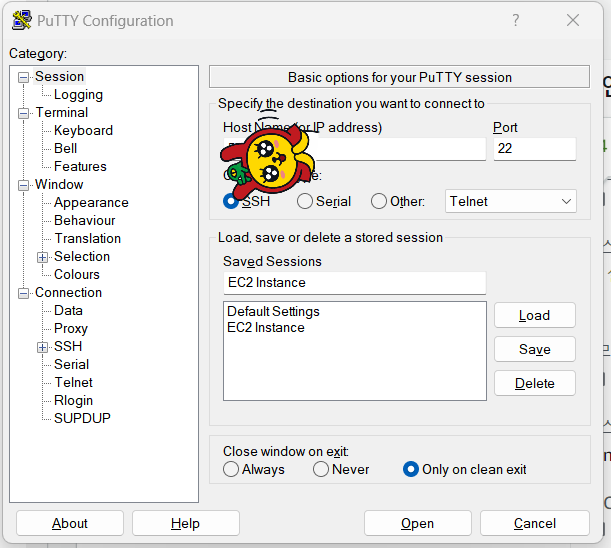 PuTTY Configuration
?
Category:
Session
Logging
Terminal
Keyboard
Bell
Features
Window
Appearance
Behaviour
Translation
Selection
Colours
Connection
Data
Proxy
SSH
Serial
Telnet
Rlogin
SUPDUP
Basic options for your PuTTY session
Specify the destination you want to connect to
Host Name (or IP address)
Port
22
SSH
Serial
Other:
Telnet
Load, save or delete a stored session
Saved Sessions
EC2 Instance
Default Settings
EC2 Instance
Load
Save
Delete
Close window on exit:
Always
Never
Only on clean exit
About
Help
Open
Cancel